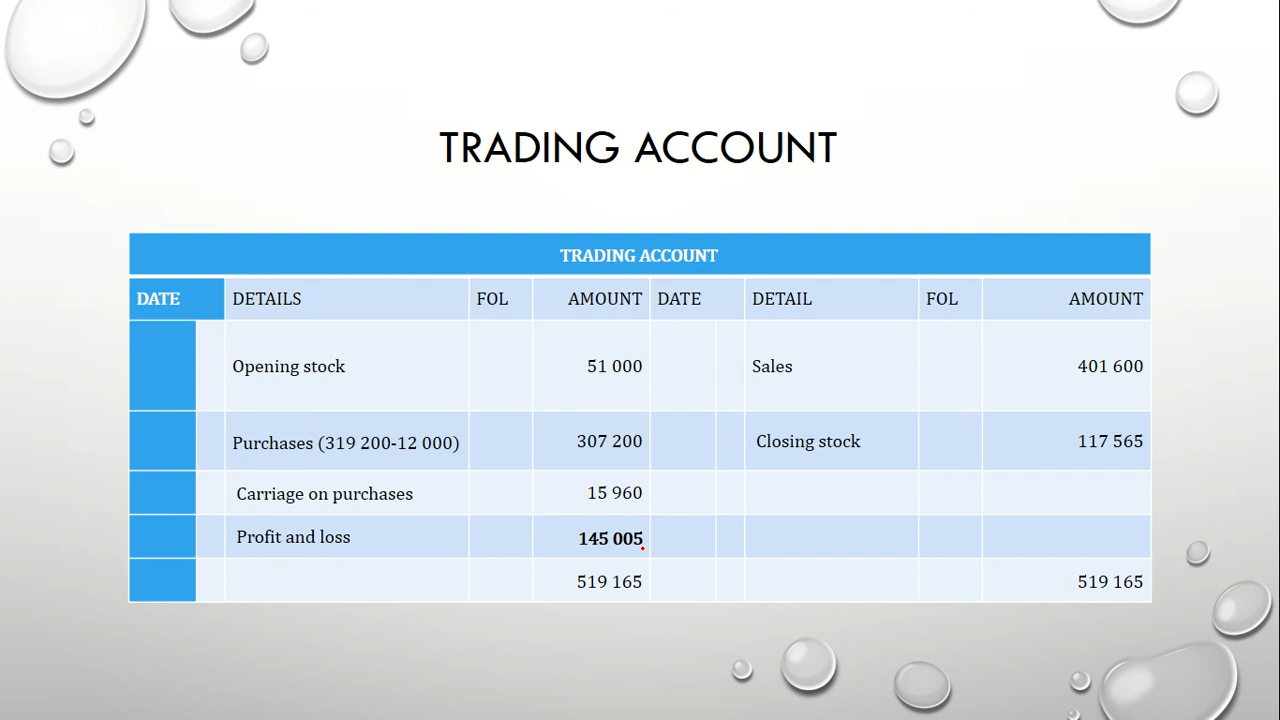 TRADING ACCOUNT
TRADING ACCOUNT
DATE DETAILS FOL AMOUNT DATE DETAIL FOL AMOUNT
Opening stock 51 000 Sales 401 600
Purchases (319 200-12 000) 307 200 Closing stock 117 565
Carriage on purchases 15 960
Profit and loss 145 005
519 165 519 165